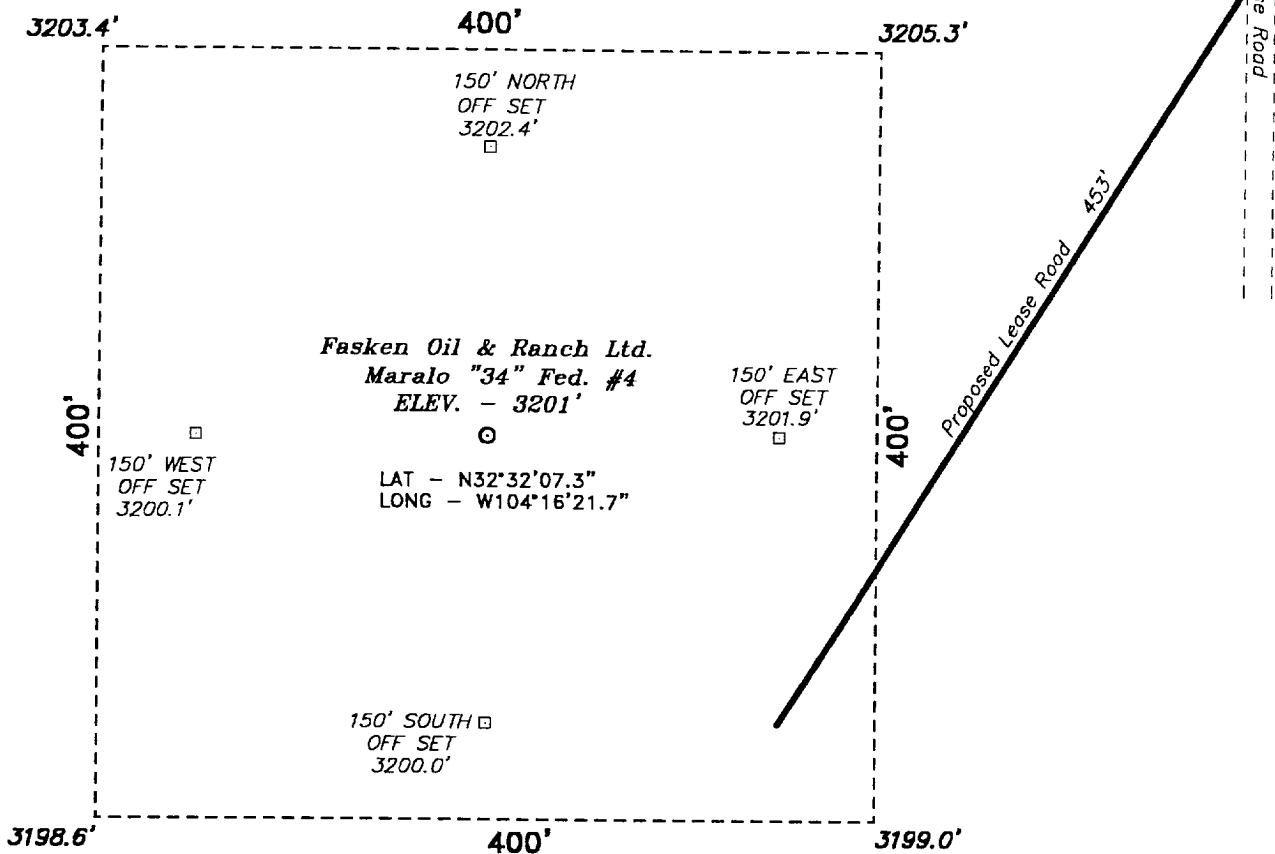 3203.4'
400'
3205.3'
se Road
150' NORTH
OFF SET
3202.4'
453'
Proposed Lease Road
Fasken Oil & Ranch Ltd.
Maralo "34" Fed. #4
ELEV. - 3201'
150' EAST
OFF SET
3201.9'
400'
400'
150' WEST
OFF SET
3200.1'
LAT - N32°32'07.3"
LONG - W104°16'21.7"
150' SOUTH
OFF SET
3200.0'
3198.6'
400'
3199.0'